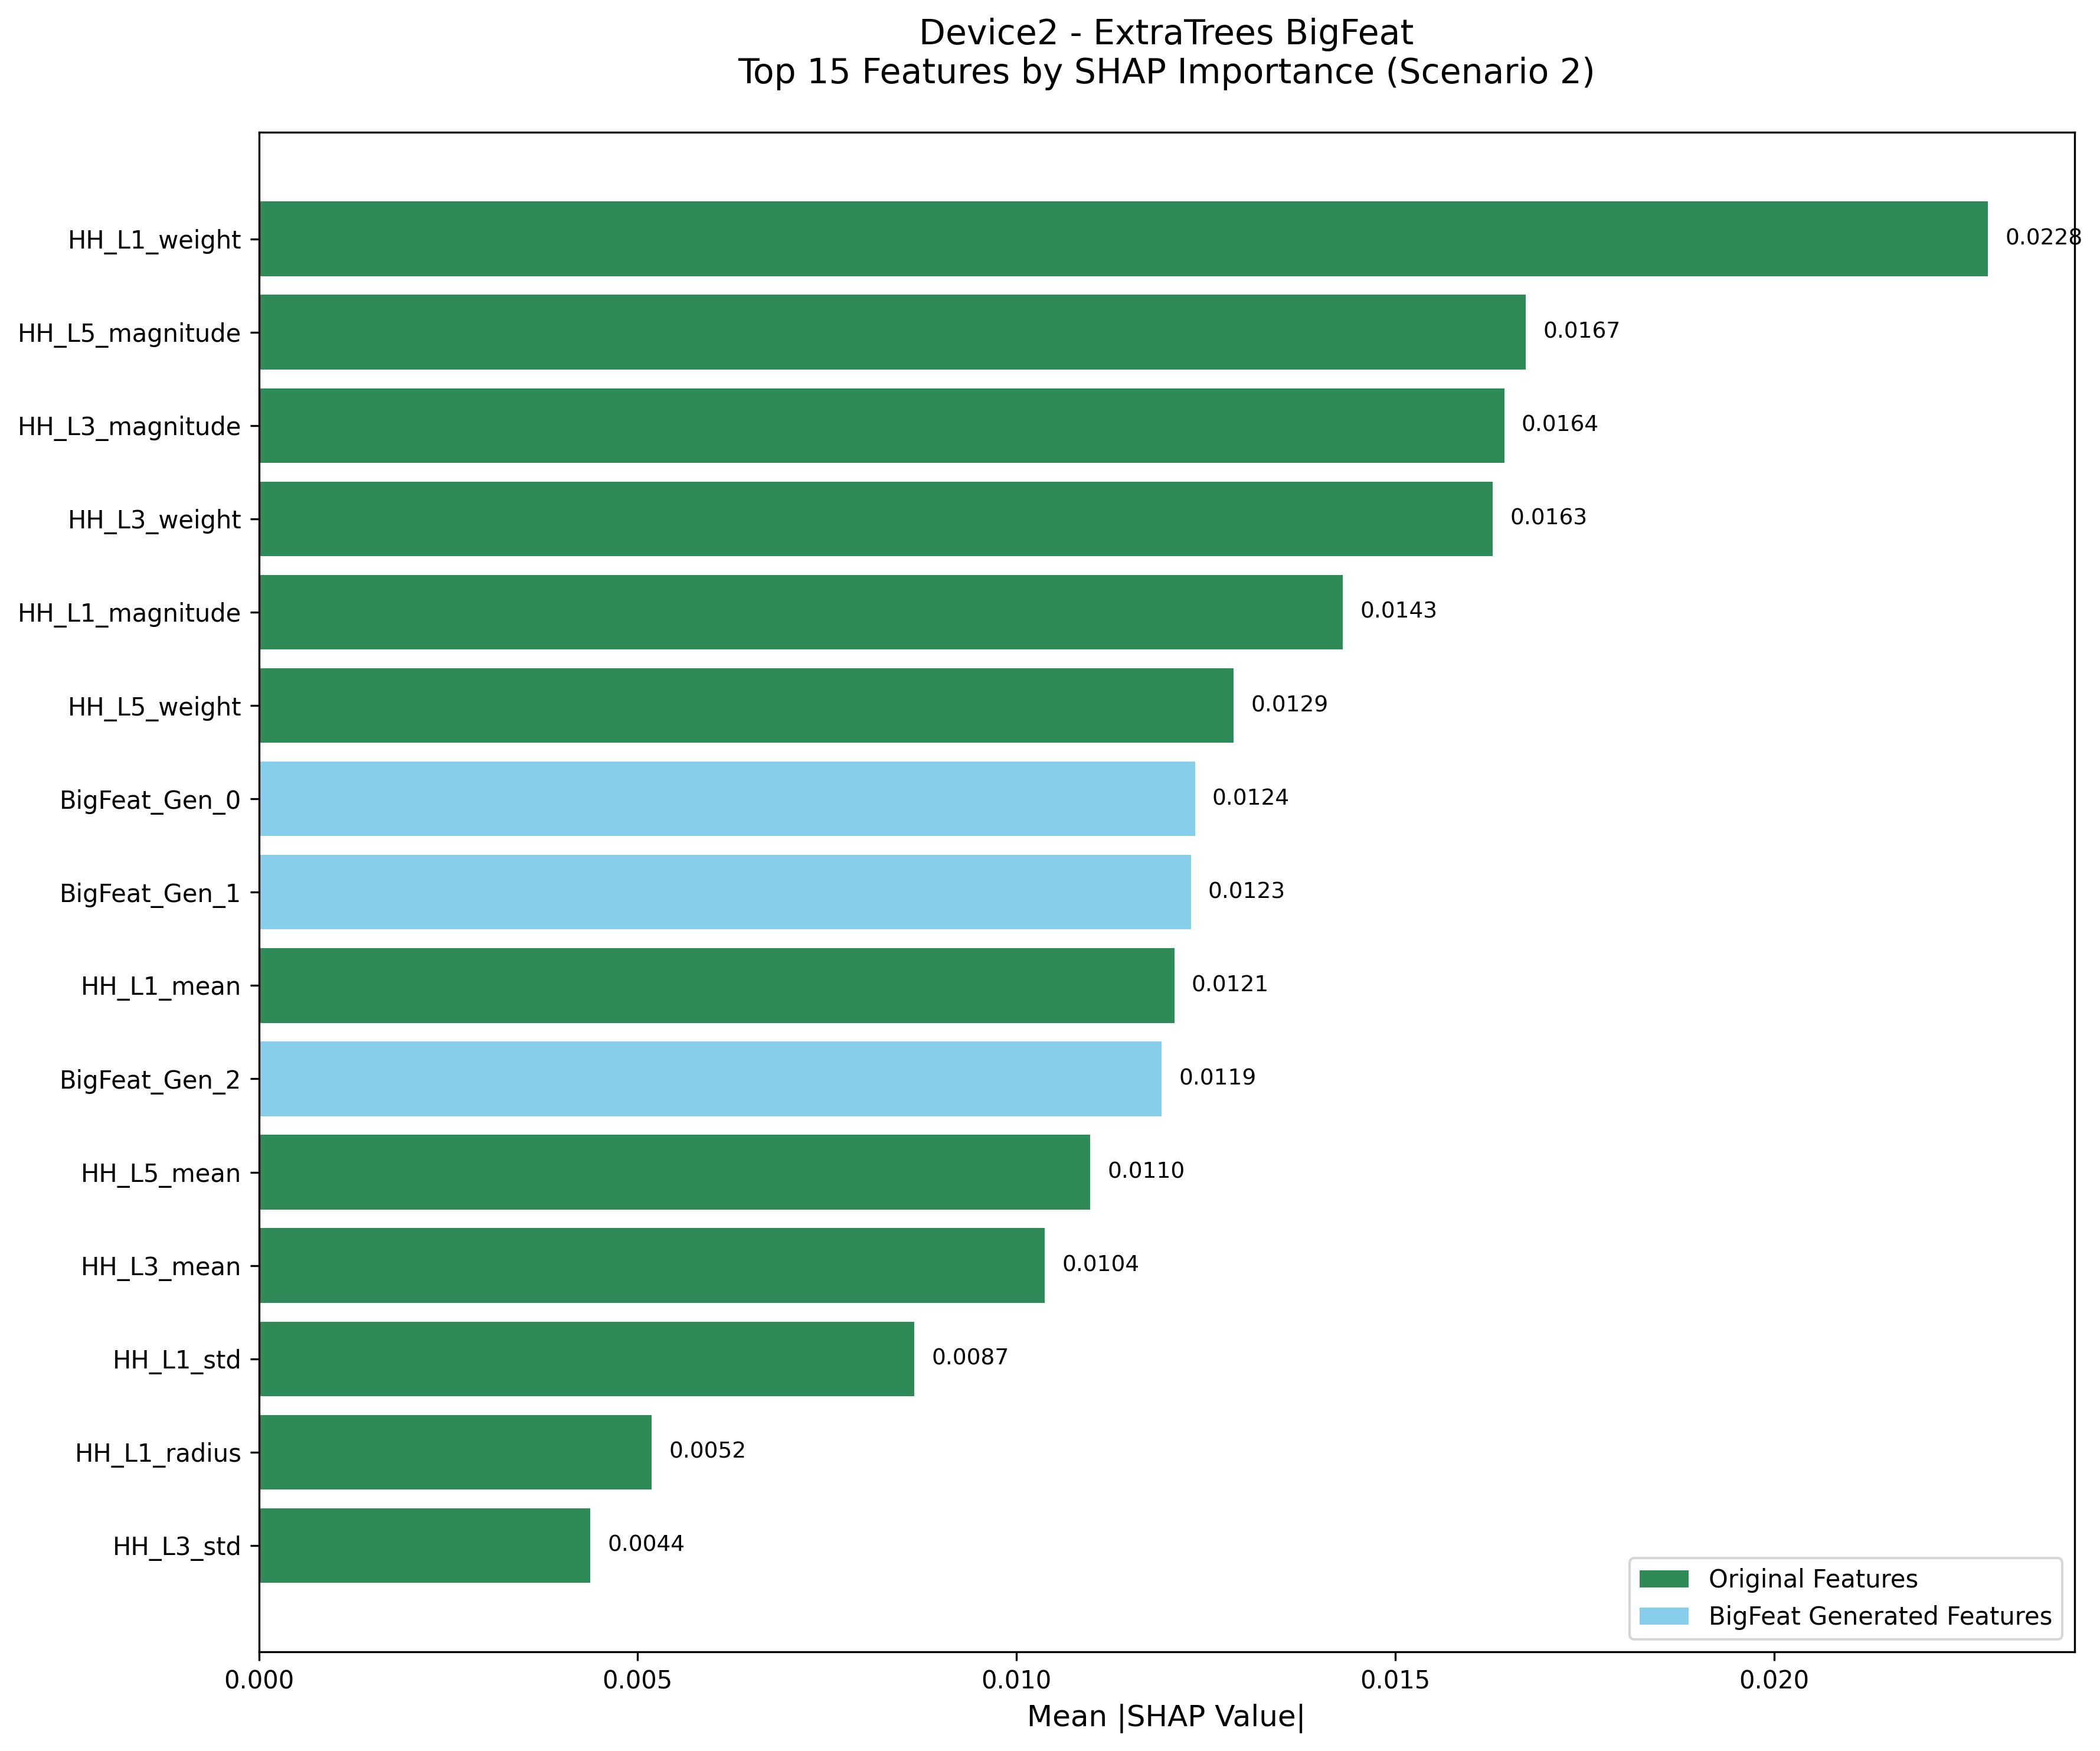 Device2 - ExtraTrees BigFeat
Top 15 Features by SHAP Importance (Scenario 2)
HH_L1_weight 0.0228
HH_L5_magnitude 0.0167
HH_L3_magnitude 0.0164
HH_L3_weight 0.0163
HH_L1_magnitude 0.0143
HH_L5_weight 0.0129
BigFeat_Gen_0 0.0124
BigFeat_Gen_1 0.0123
HH_L1_mean 0.0121
BigFeat_Gen_2 0.0119
HH_L5_mean 0.0110
HH_L3_mean 0.0104
HH_L1_std 0.0087
HH_L1_radius 0.0052
HH_L3_std 0.0044
Original Features
BigFeat Generated Features
0.000 0.005 0.010 0.015 0.020
Mean |SHAP Value|